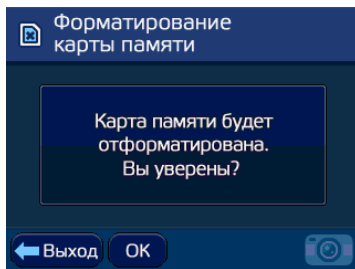 Форматирование
карты памяти
Карта памяти будет
отформатирована.
Вы уверены?
Выход OK